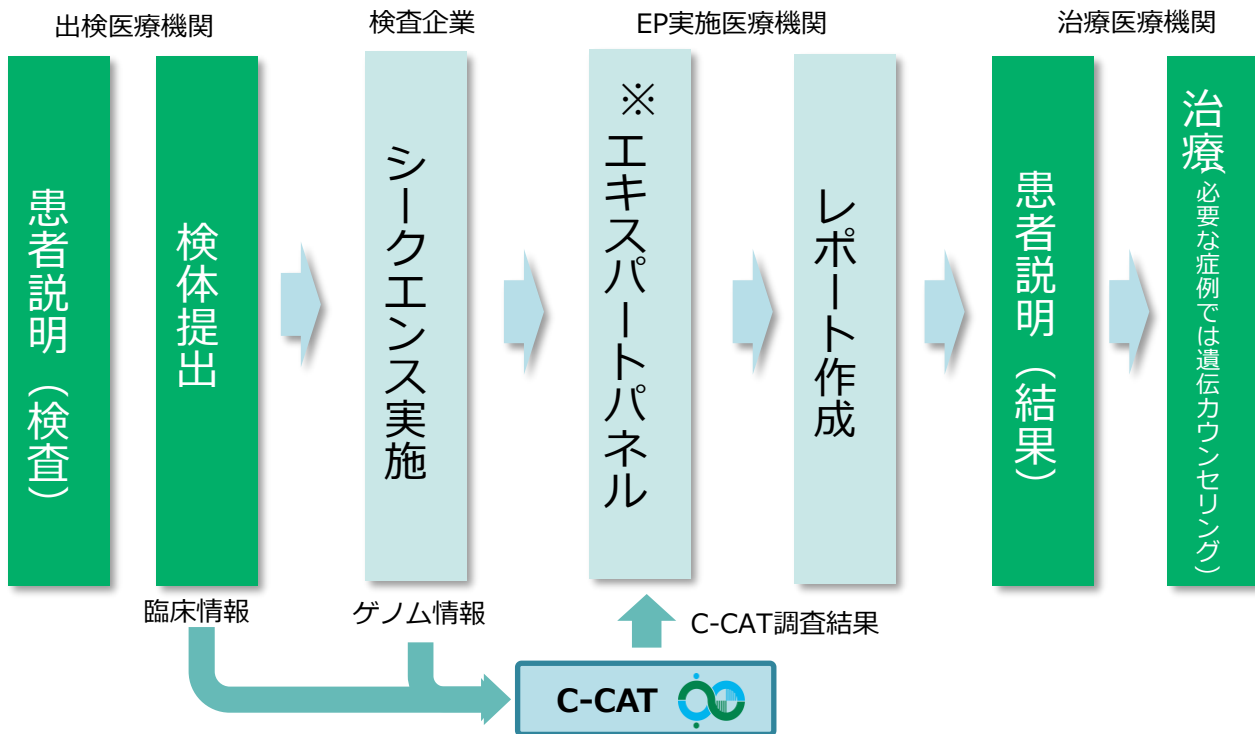 出検医療機関
検査企業
EP実施医療機関
治療医療機関
患者説明（検査）
検体提出
シークエンス実施
※エキスパートパネル
レポート作成
患者説明（結果）
治療(必要な症例では遺伝カウンセリング)
臨床情報
ゲノム情報
C-CAT調査結果
C-CAT